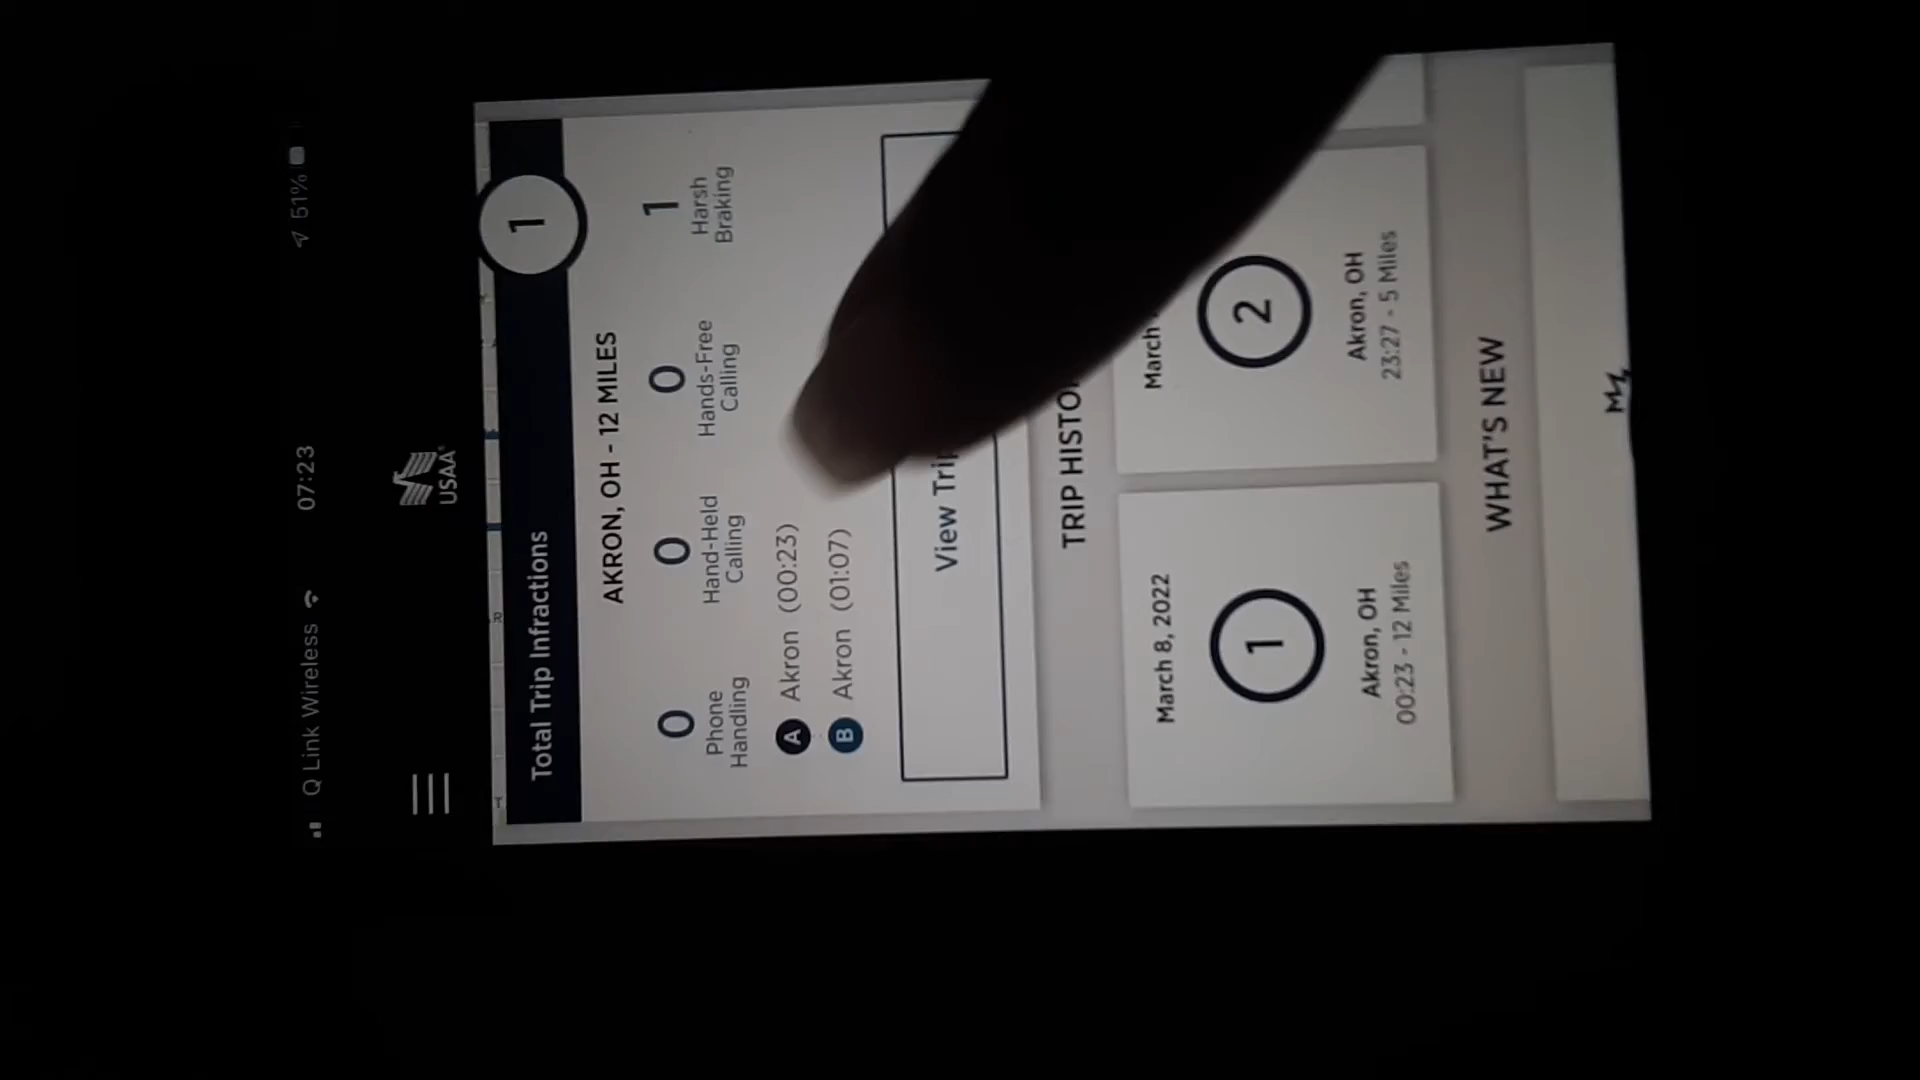 Q Link Wireless 07:23 51%
USAA
Total Trip Infractions 1
AKRON, OH - 12 MILES
0 0 0 1
Phone Handling
Hand-Held Calling
Hands-Free Calling
Harsh Braking
A Akron (00:23)
B Akron (01:07)
View
TRIP
March 8, 2022
1
Akron, OH
00:23 - 12 Miles
March
2
Akron, OH
23:27 - 5 Miles
WHAT'S NEW